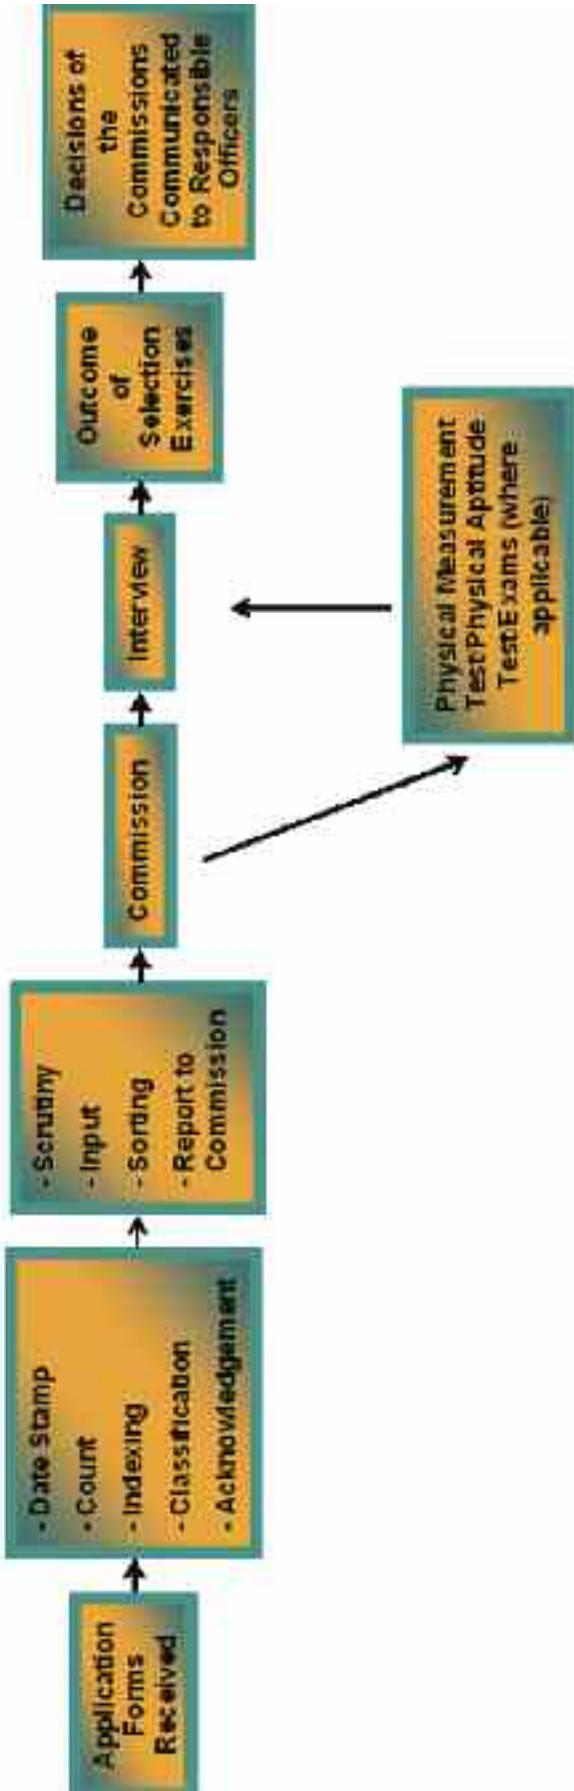 Application
Forms
Received
- Date Stamp
- Count
- Indexing
- Classification
- Acknowledgement
- Scrutiny
- Input
- Sorting
- Report to
Commission
Commission
Physical Measurement
Test Physical Aptitude
Test Exams (where
applicable)
Interview
Outcome
of
Selection
Exercises
Decisions of
the
Commissions
Communicated
to Responsible
Officers